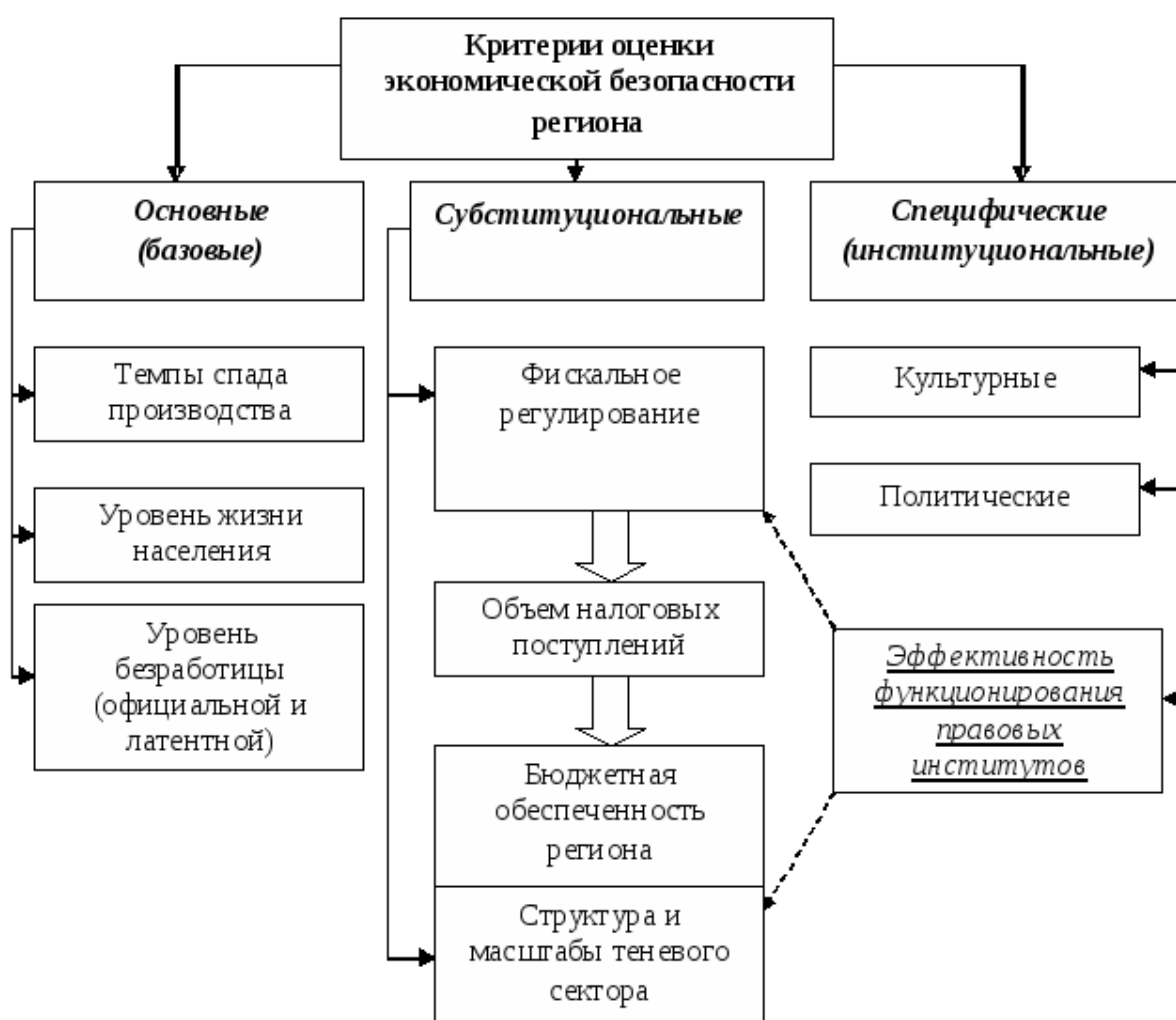 Критерии оценки
экономической безопасности
региона
Основные
(базовые)
Субституциональные
Специфические
(институциональные)
Темпы спада
производства
Фискальное
регулирование
Культурные
Уровень жизни
населения
Политические
Объем налоговых
поступлений
Уровень
безработицы
(официальной и
латентной)
Эффективность
функционирования
правовых
институтов
Бюджетная
обеспеченность
региона
Структура и
масштабы теневого
сектора